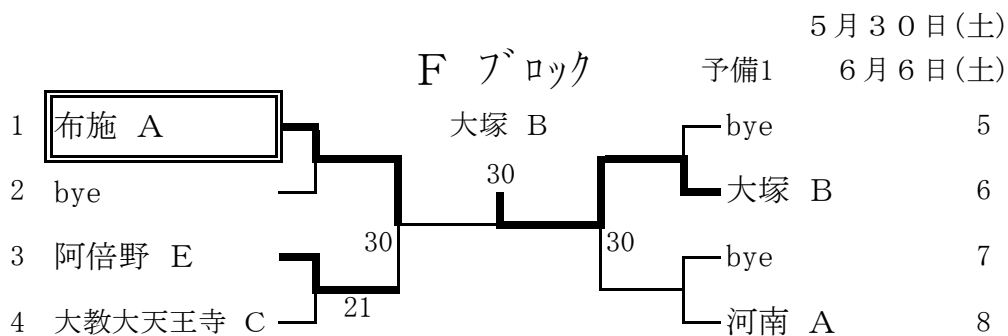 ５月３０日(土)
Ｆ ブロック 予備1 ６月６日(土)
1 布施 Ａ 大塚 Ｂ bye 5
30
2 bye 大塚 Ｂ 6
30 30
3 阿倍野 Ｅ bye 7
21
4 大教大天王寺 Ｃ 河南 Ａ 8